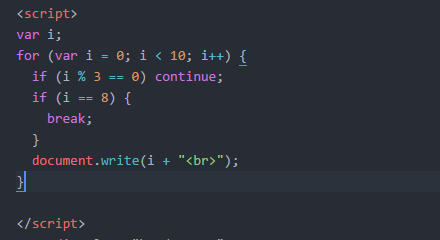 <script>
var i;
for (var i = 0; i < 10; i++) {
  if (i % 3 == 0) continue;
  if (i == 8) {
    break;
  }
  document.write(i + "<br>");
}
</script>